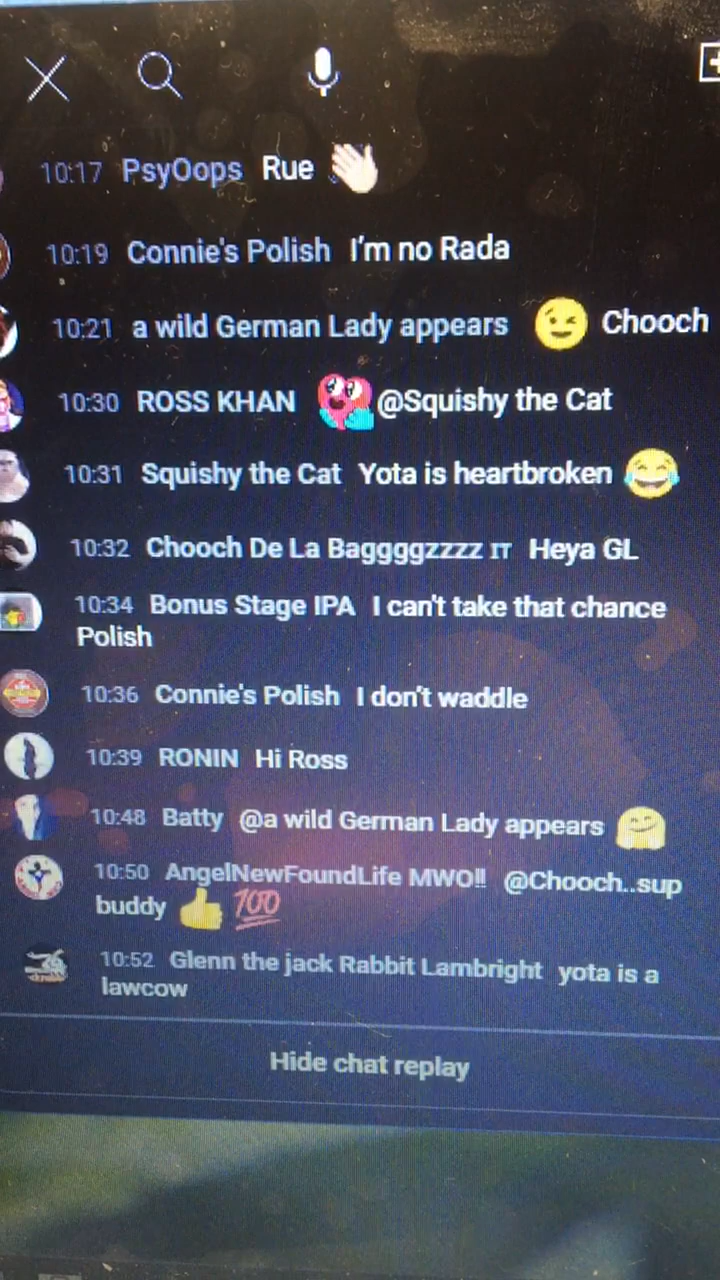 10:17 PsyOops Rue 👋🏻
10:19 Connie's Polish I'm no Rada
10:21 a wild German Lady appears 😉 Chooch
10:30 ROSS KHAN @Squishy the Cat
10:31 Squishy the Cat Yota is heartbroken 😂
10:32 Chooch De La Baggggzzzz IT Heya GL
10:34 Bonus Stage IPA I can't take that chance
Polish
10:36 Connie's Polish I don't waddle
10:39 RONIN Hi Ross
10:48 Batty @a wild German Lady appears 🤗
10:50 AngelNewFoundLife MWO!! @Chooch..sup
buddy 👍 💯
10:52 Glenn the jack Rabbit Lambright yota is a
lawcow
Hide chat replay